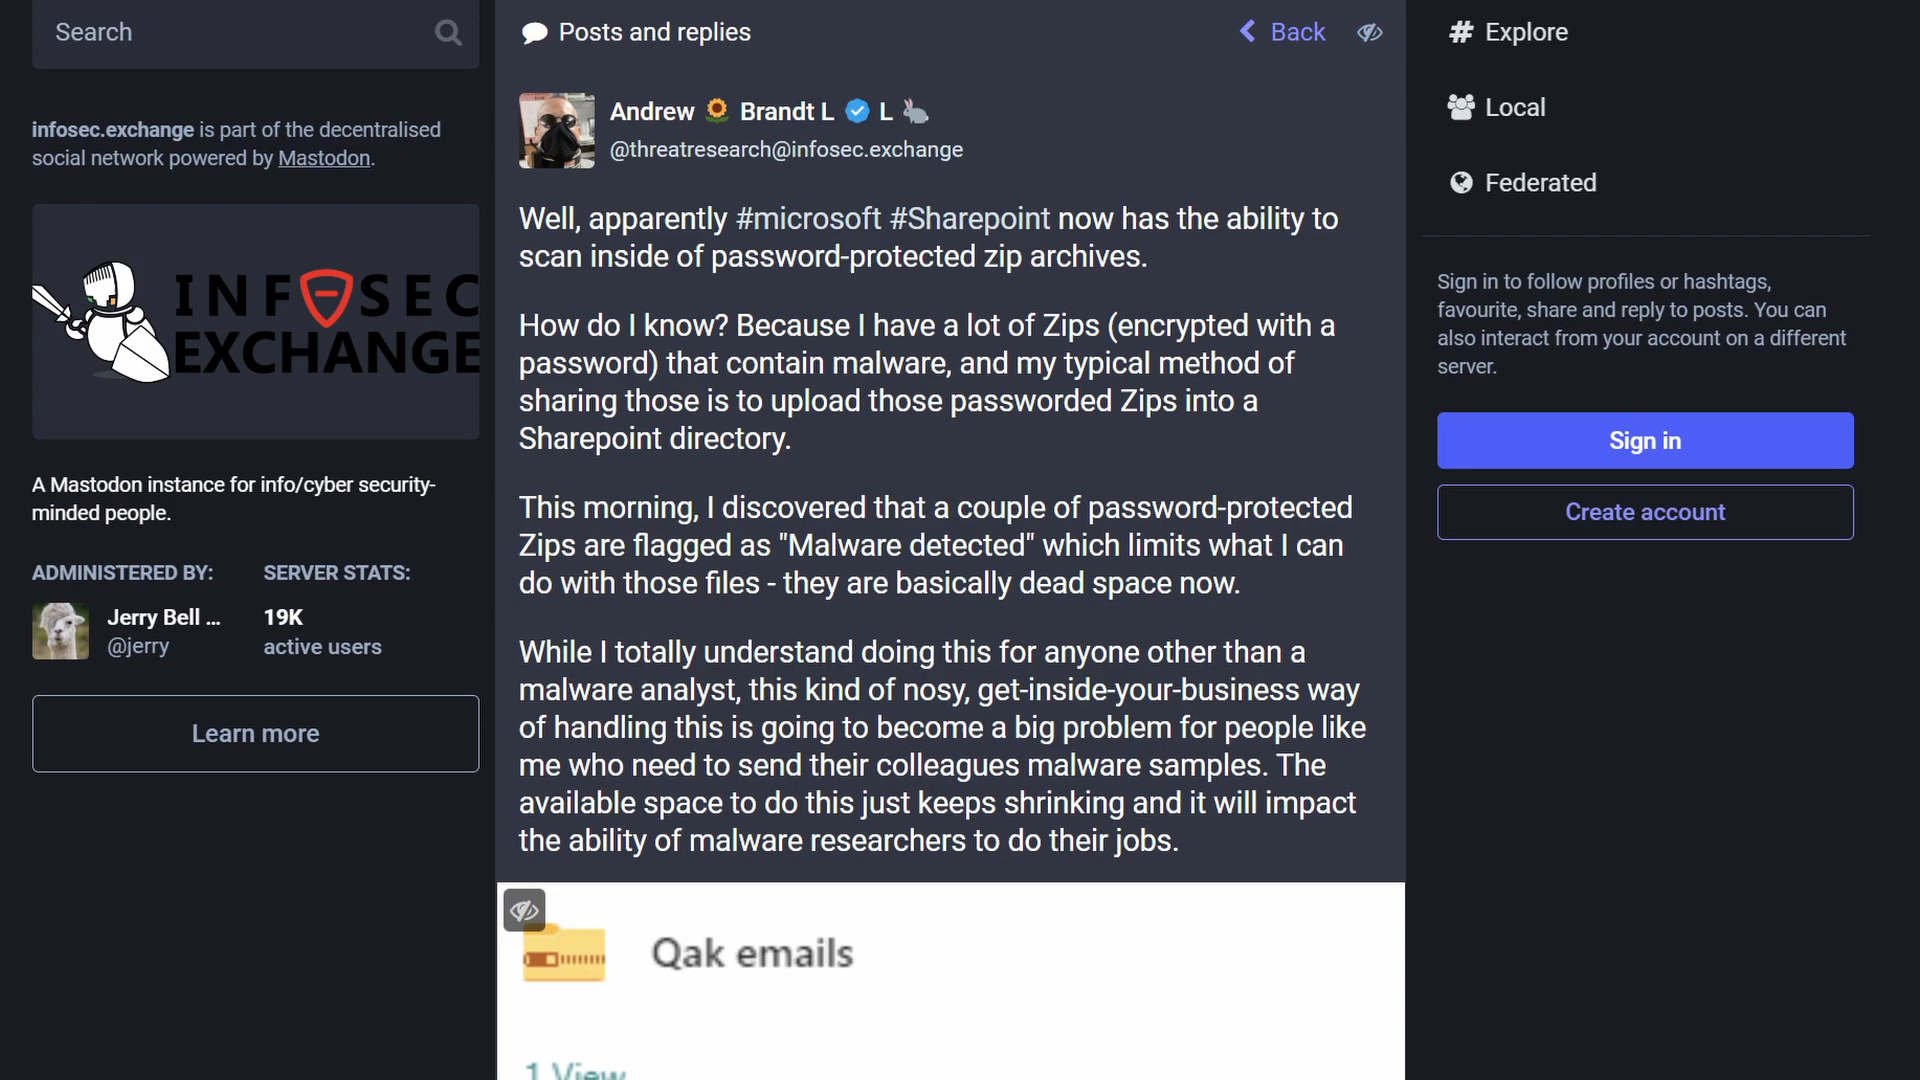 Search
infosec.exchange is part of the decentralised
social network powered by Mastodon.
INFOSEC
EXCHANGE
A Mastodon instance for info/cyber security-
minded people.
ADMINISTERED BY:
Jerry Bell ...
@jerry
SERVER STATS:
19K
active users
Learn more
Posts and replies
Back
Andrew Brandt L L
@threatresearch@infosec.exchange
Well, apparently #microsoft #Sharepoint now has the ability to
scan inside of password-protected zip archives.
How do I know? Because I have a lot of Zips (encrypted with a
password) that contain malware, and my typical method of
sharing those is to upload those passworded Zips into a
Sharepoint directory.
This morning, I discovered that a couple of password-protected
Zips are flagged as "Malware detected" which limits what I can
do with those files - they are basically dead space now.
While I totally understand doing this for anyone other than a
malware analyst, this kind of nosy, get-inside-your-business way
of handling this is going to become a big problem for people like
me who need to send their colleagues malware samples. The
available space to do this just keeps shrinking and it will impact
the ability of malware researchers to do their jobs.
Qak emails
1 View
# Explore
Local
Federated
Sign in to follow profiles or hashtags,
favourite, share and reply to posts. You can
also interact from your account on a different
server.
Sign in
Create account